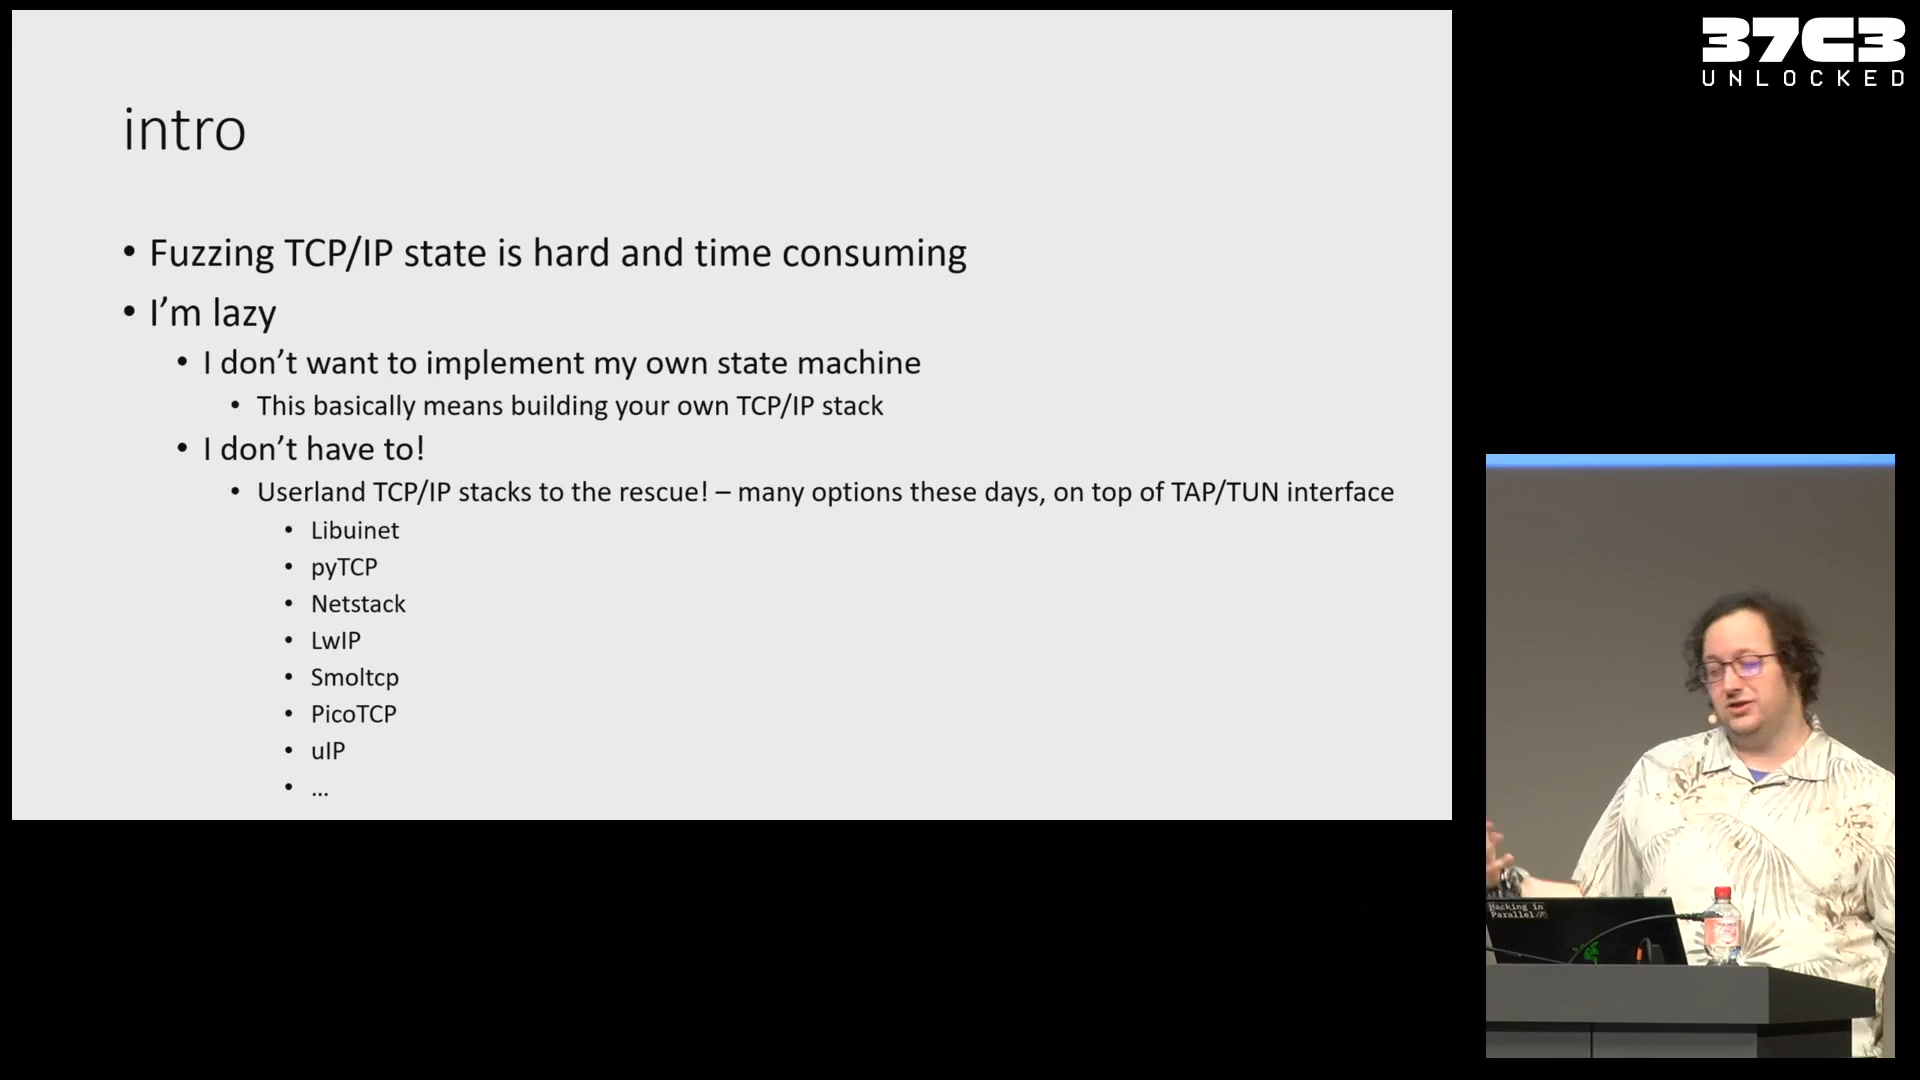 37C3
UNLOCKED
intro
• Fuzzing TCP/IP state is hard and time consuming
• I’m lazy
• I don’t want to implement my own state machine
• This basically means building your own TCP/IP stack
• I don’t have to!
• Userland TCP/IP stacks to the rescue! – many options these days, on top of TAP/TUN interface
• Libuinet
• pyTCP
• Netstack
• LwIP
• Smoltcp
• PicoTCP
• uIP
• ...
Hacking in
Parallel//